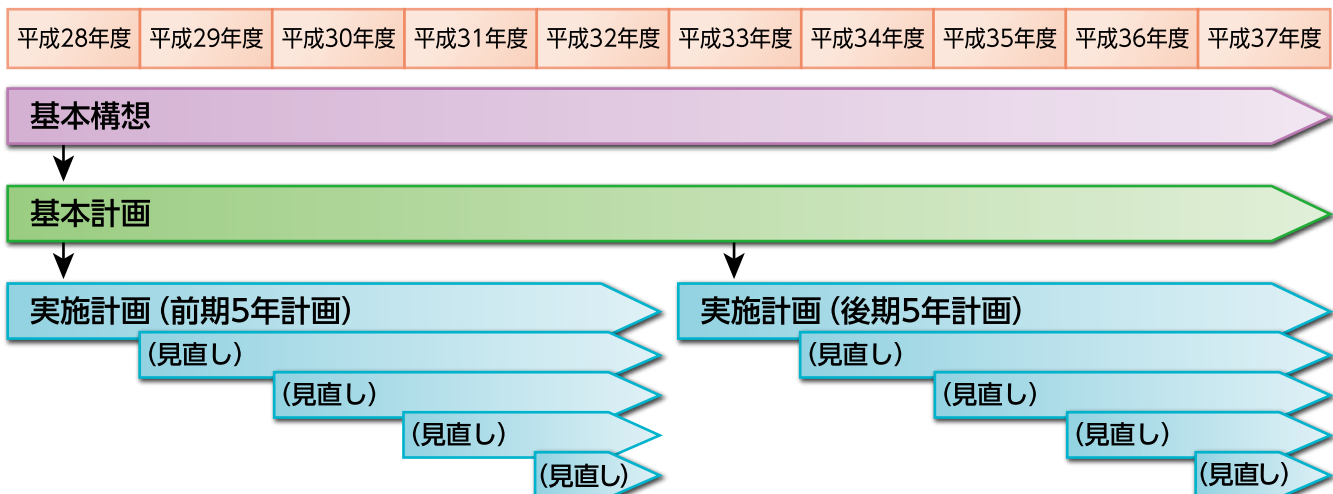 平成28年度 平成29年度 平成30年度 平成31年度 平成32年度 平成33年度 平成34年度 平成35年度 平成36年度 平成37年度
基本構想
基本計画
実施計画（前期5年計画） 実施計画（後期5年計画）
（見直し） （見直し）
（見直し） （見直し）
（見直し） （見直し）
（見直し） （見直し）